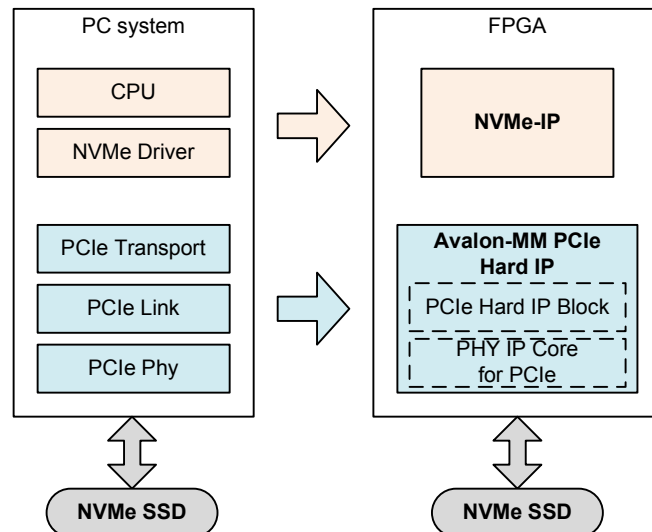 PC system
CPU
NVMe Driver
PCIe Transport
PCIe Link
PCIe Phy
NVMe SSD
FPGA
NVMe-IP
Avalon-MM PCIe
Hard IP
PCIe Hard IP Block
PHY IP Core
for PCIe
NVMe SSD